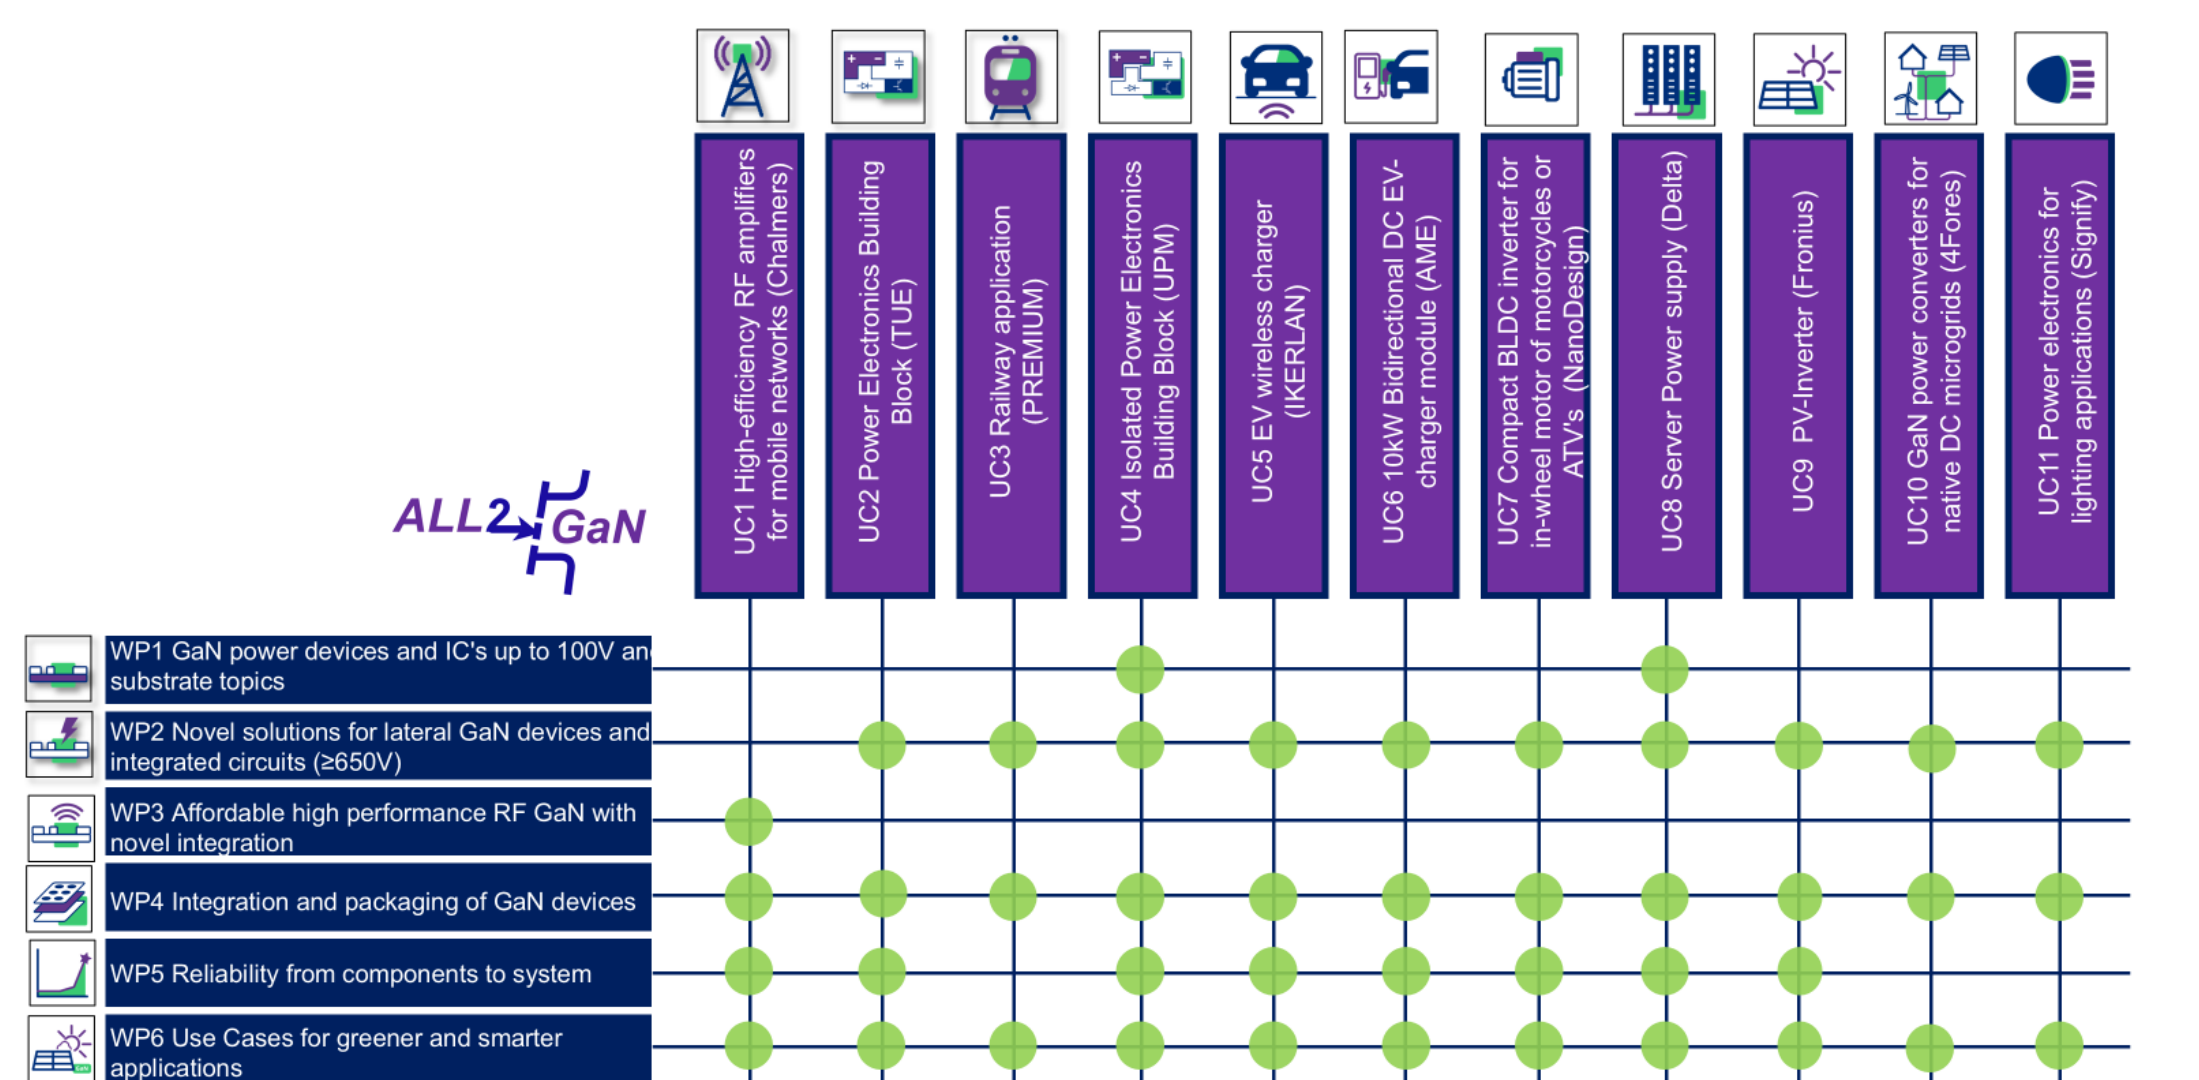 UC1 High-efficiency RF amplifiers
for mobile networks (Chalmers)
UC2 Power Electronics Building
Block (TUE)
UC3 Railway application
(PREMIUM)
UC4 Isolated Power Electronics
Building Block (UPM)
UC5 EV wireless charger
(IKERLAN)
UC6 10kW Bidirectional DC EV-
charger module (AME)
UC7 Compact BLDC inverter for
in-wheel motor of motorcycles or
ATV's (NanoDesign)
UC8 Server Power supply (Delta)
UC9 PV-Inverter (Fronius)
UC10 GaN power converters for
native DC microgrids (4Fores)
UC11 Power electronics for
lighting applications (Signify)
ALL2GaN
WP1 GaN power devices and IC's up to 100V an
substrate topics
WP2 Novel solutions for lateral GaN devices and
integrated circuits (≥650V)
WP3 Affordable high performance RF GaN with
novel integration
WP4 Integration and packaging of GaN devices
WP5 Reliability from components to system
WP6 Use Cases for greener and smarter
applications